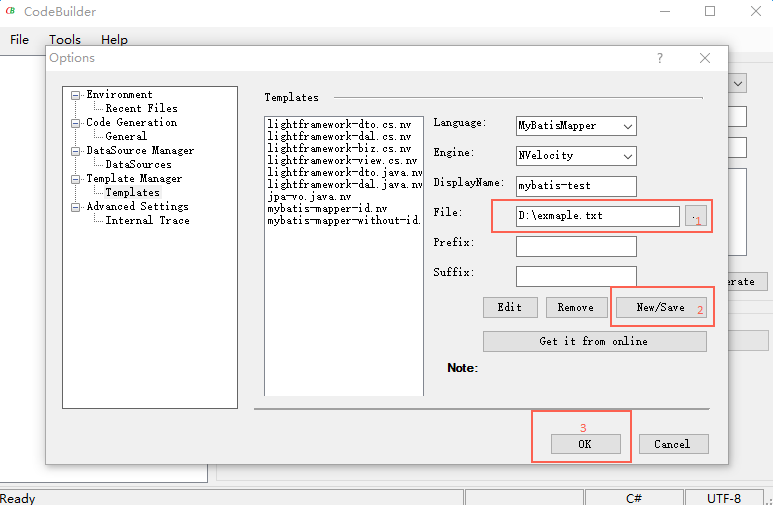 CB CodeBuilder
File Tools Help
Options
?
Environment
Recent Files
Code Generation
General
DataSource Manager
DataSources
Template Manager
Templates
Advanced Settings
Internal Trace
Templates
lightframework-dto.cs.nv
lightframework-dal.cs.nv
lightframework-biz.cs.nv
lightframework-view.cs.nv
lightframework-dto.java.nv
lightframework-dal.java.nv
jpa-vo.java.nv
mybatis-mapper-id.nv
mybatis-mapper-without-id.
Language: MyBatisMapper
Engine: NVelocity
DisplayName: mybatis-test
File: D:\exmaple.txt
1
Prefix:
Suffix:
Edit Remove New/Save 2
Get it from online
Note:
3
OK Cancel
erate
Ready C# UTF-8